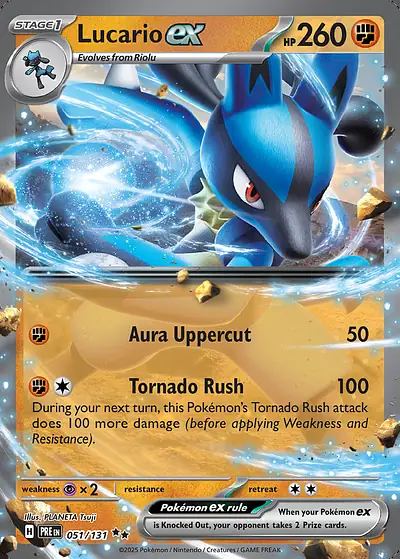 STAGE1
Lucario ex
HP 260
Evolves from Riolu
Aura Uppercut 50
Tornado Rush 100
During your next turn, this Pokémon's Tornado Rush attack
does 100 more damage (before applying Weakness and
Resistance).
weakness ×2 resistance retreat
Illus. PLANETA Tsuji
Pokémon ex rule
When your Pokémon ex
is Knocked Out, your opponent takes 2 Prize cards.
H PRE EN 051/131
©2025 Pokémon / Nintendo / Creatures / GAME FREAK